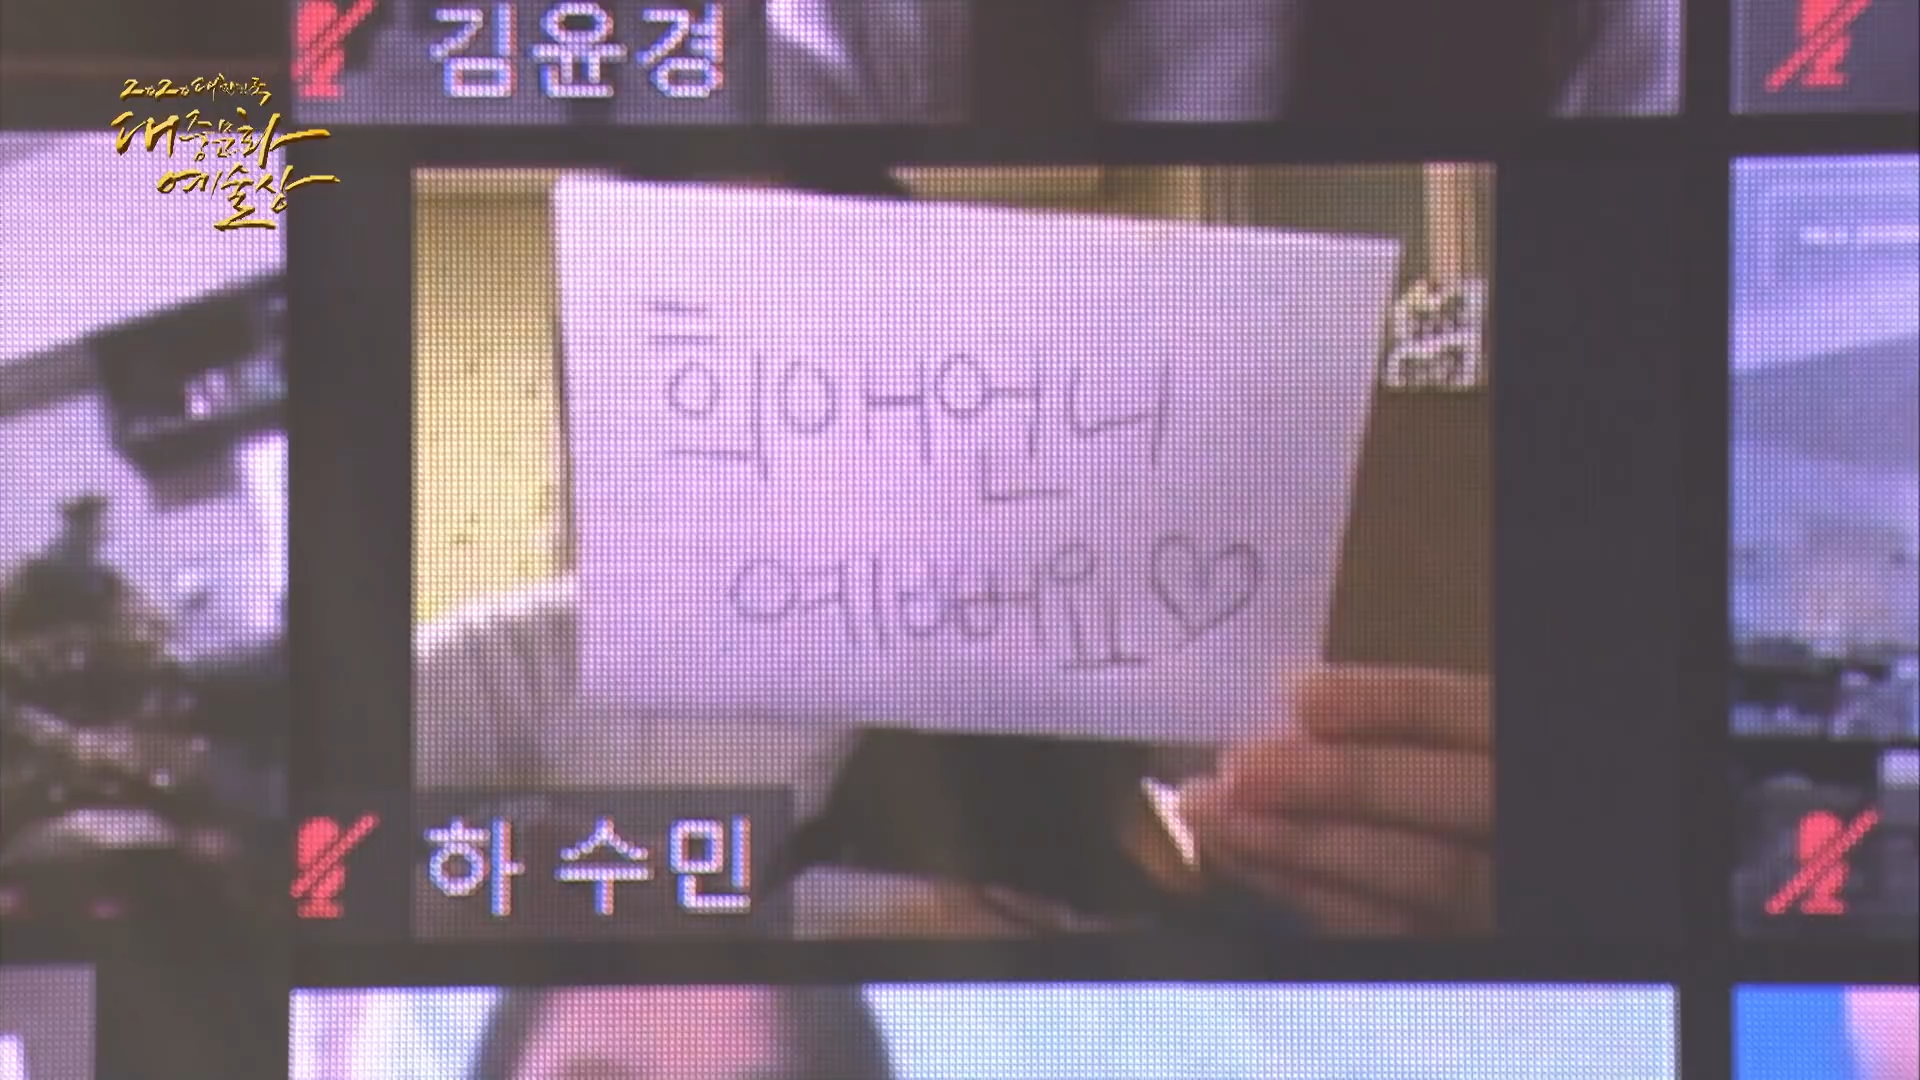 김윤경
2020 대한민국
대중문화
예술상
희어언니
예뻐요♡
하 수민